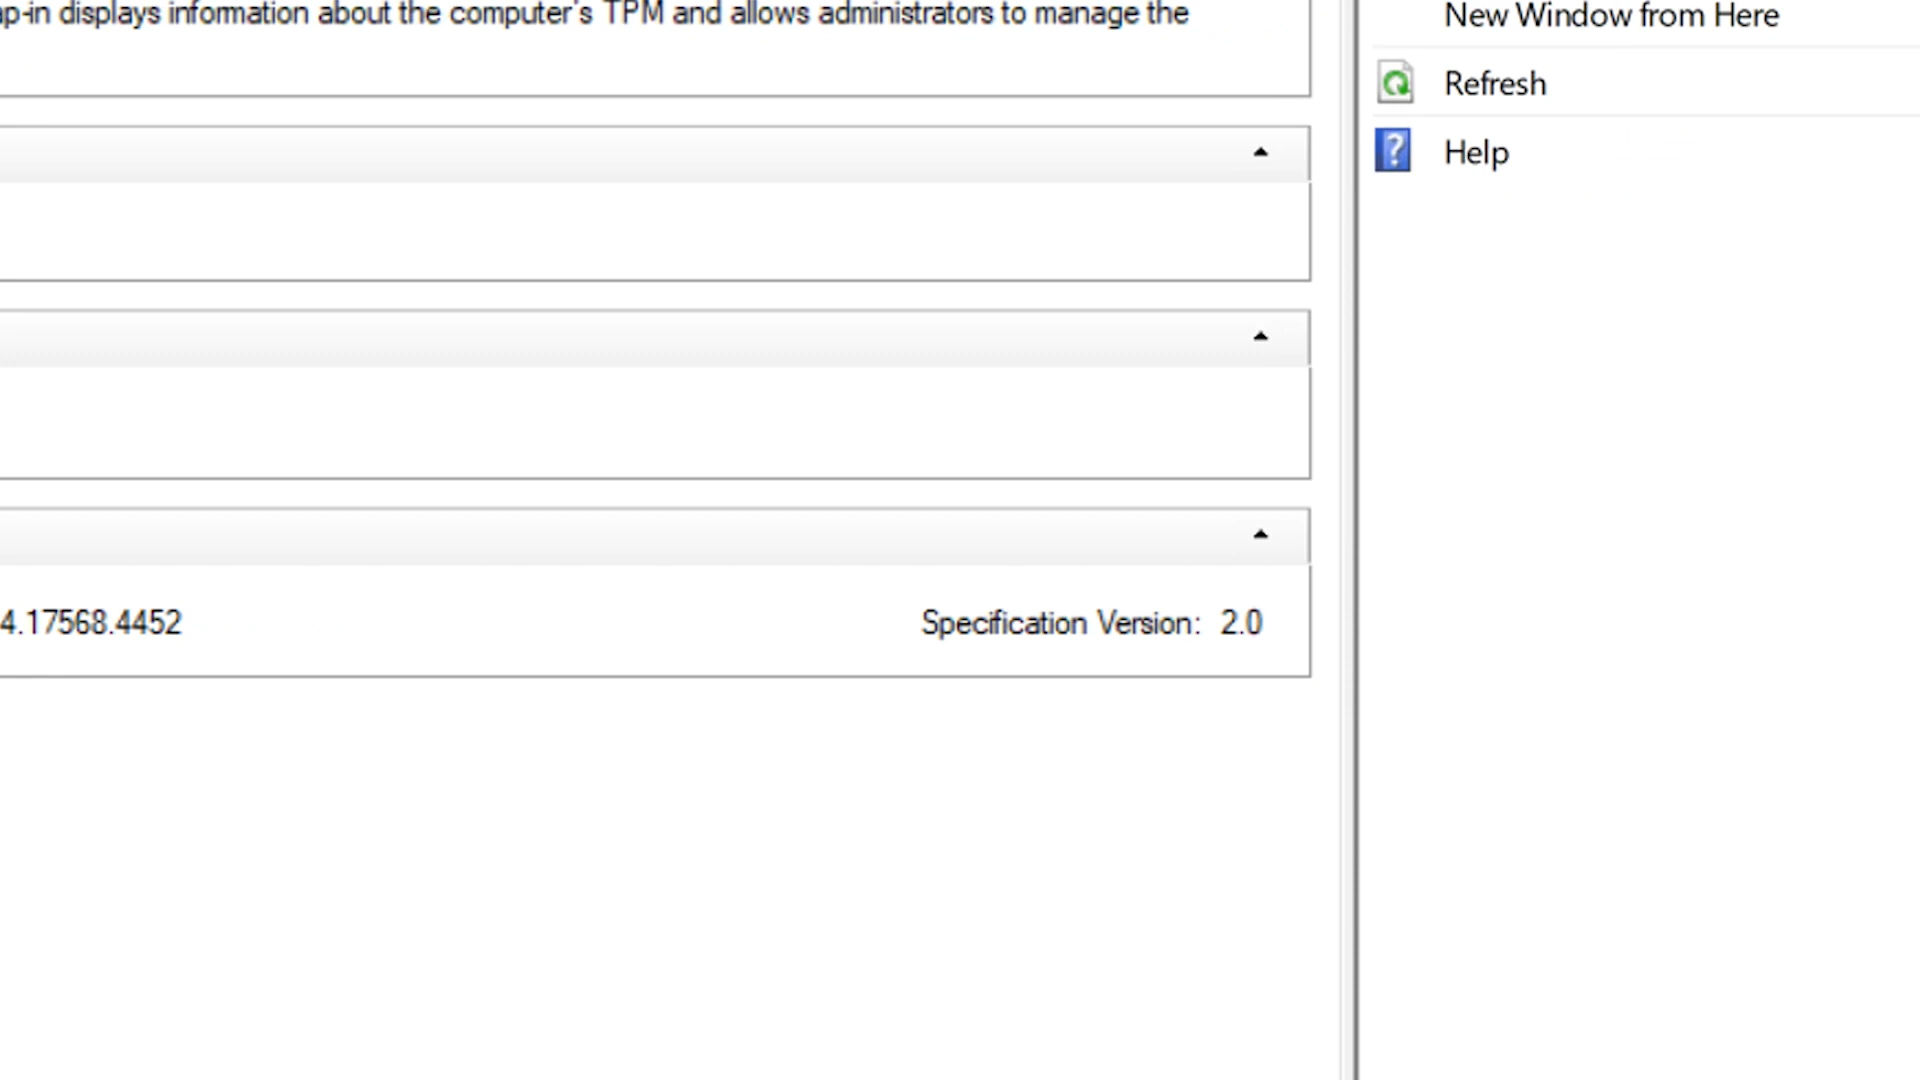 displays information about the computer's TPM and allows administrators to manage the
New Window from Here
Refresh
Help
4.17568.4452
Specification Version: 2.0